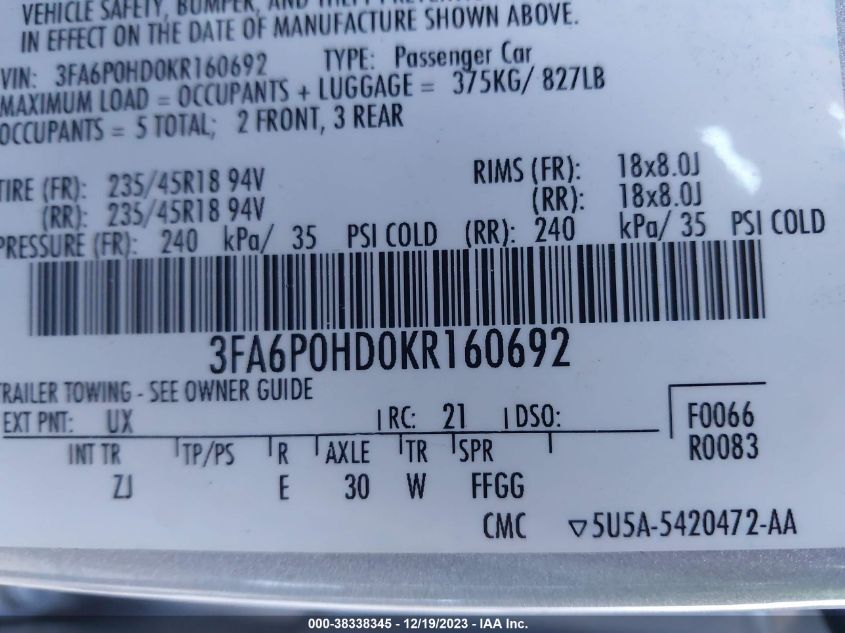 VEHICLE SAFETY, BUMPER, AND THEFT
IN EFFECT ON THE DATE OF MANUFACTURE SHOWN ABOVE.
VIN: 3FA6P0HD0KR160692 TYPE: Passenger Car
MAXIMUM LOAD = OCCUPANTS + LUGGAGE = 375KG/ 827LB
OCCUPANTS = 5 TOTAL; 2 FRONT, 3 REAR
TIRE (FR): 235/45R18 94V RIMS (FR): 18x8.0J
(RR): 235/45R18 94V (RR): 18x8.0J
PRESSURE (FR): 240 kPa/ 35 PSI COLD (RR): 240 kPa/ 35 PSI COLD
3FA6P0HD0KR160692
TRAILER TOWING - SEE OWNER GUIDE
EXT PNT: UX RC: 21 DSO: F0066
INT TR TP/PS R AXLE TR SPR R0083
ZJ E 30 W FFGG
CMC ▽5U5A-5420472-AA
000-38338345 - 12/19/2023 - IAA Inc.